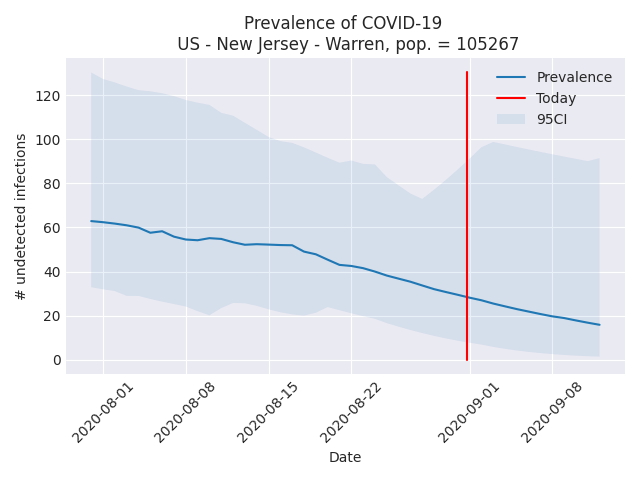 Prevalence of COVID-19
US - New Jersey - Warren, pop. = 105267
Prevalence
Today
95CI
# undetected infections
120
100
80
60
40
20
0
2020-08-01
2020-08-08
2020-08-15
2020-08-22
2020-09-01
2020-09-08
Date